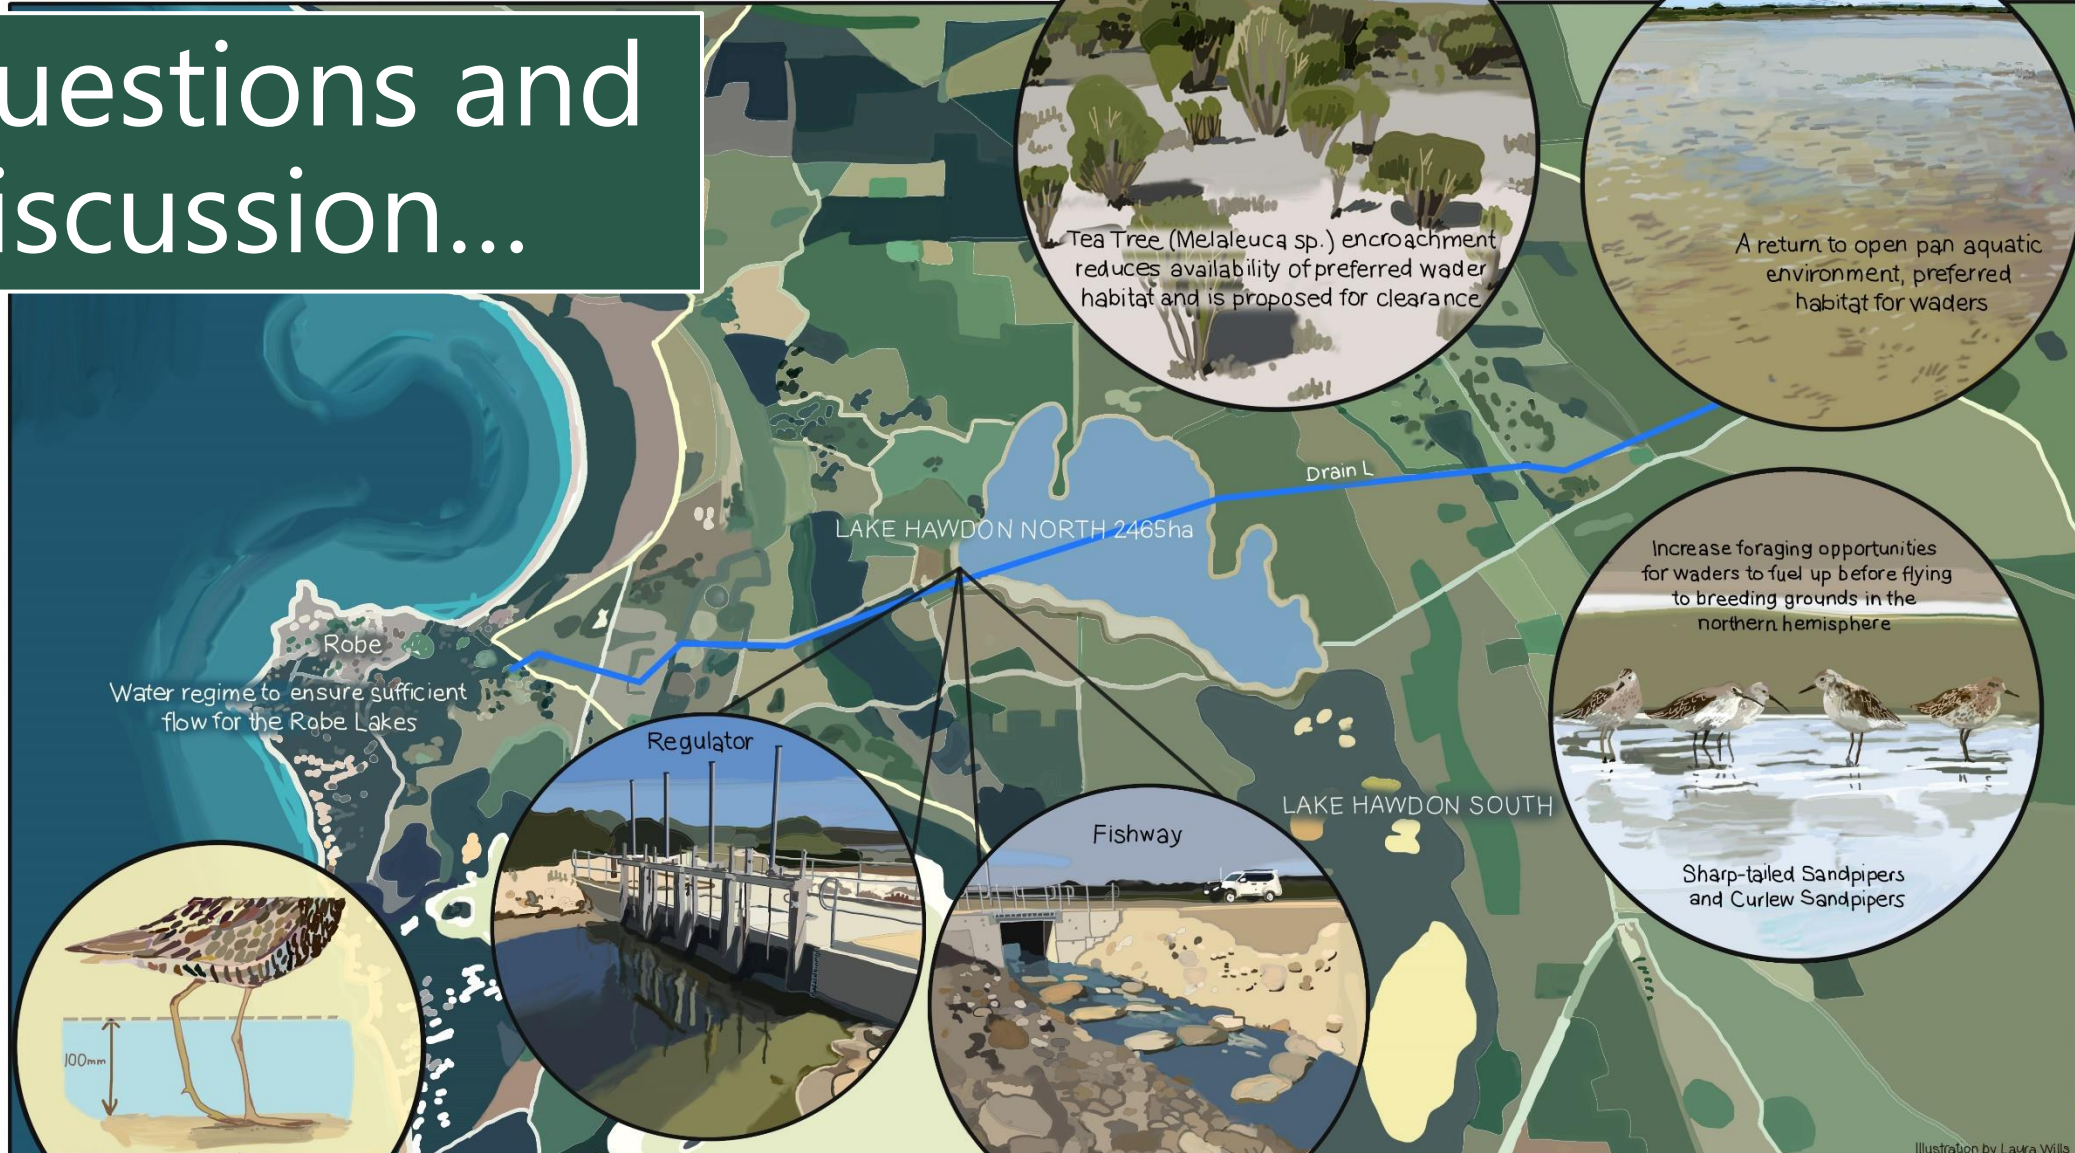 uestions and
iscussion...
Tea Tree (Melaleuca sp.) encroachment
reduces availability of preferred wader
habitat and is proposed for clearance
A return to open pan aquatic
environment, preferred
habitat for waders
Drain L
LAKE HAWDON NORTH 2465ha
Increase foraging opportunities
for waders to fuel up before flying
to breeding grounds in the
northern hemisphere
Robe
Water regime to ensure sufficient
flow for the Robe Lakes
Regulator
LAKE HAWDON SOUTH
Fishway
Sharp-tailed Sandpipers
and Curlew Sandpipers
100mm
Illustration by Laura Wills